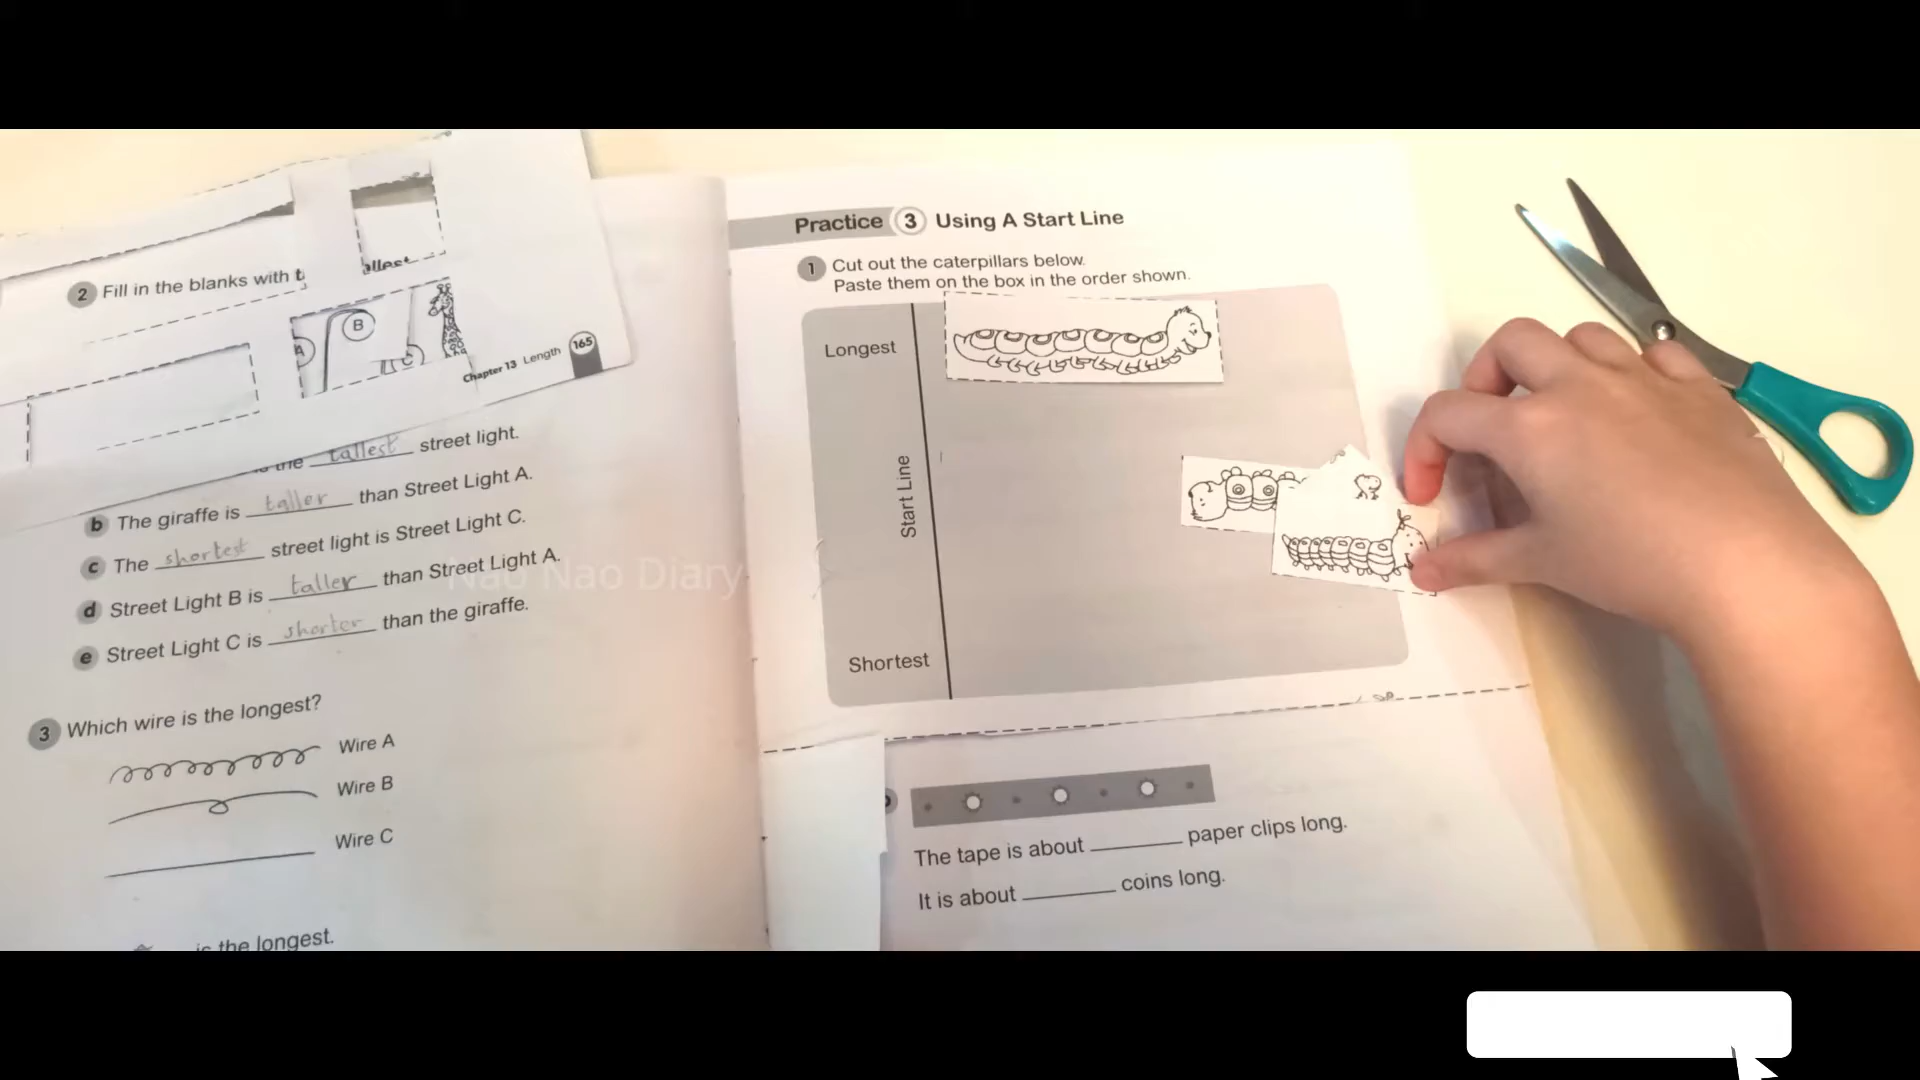 2 Fill in the blanks with t
allest
A
B
C
Chapter 13 Length 165
the tallest street light.
b The giraffe is taller than Street Light A.
c The shortest street light is Street Light C.
d Street Light B is taller than Street Light A.
e Street Light C is shorter than the giraffe.
3 Which wire is the longest?
Wire A
Wire B
Wire C
is the longest.
Nao Nao Diary
Practice 3 Using A Start Line
1 Cut out the caterpillars below.
Paste them on the box in the order shown.
Longest
Start Line
Shortest
The tape is about ________ paper clips long.
It is about ________ coins long.